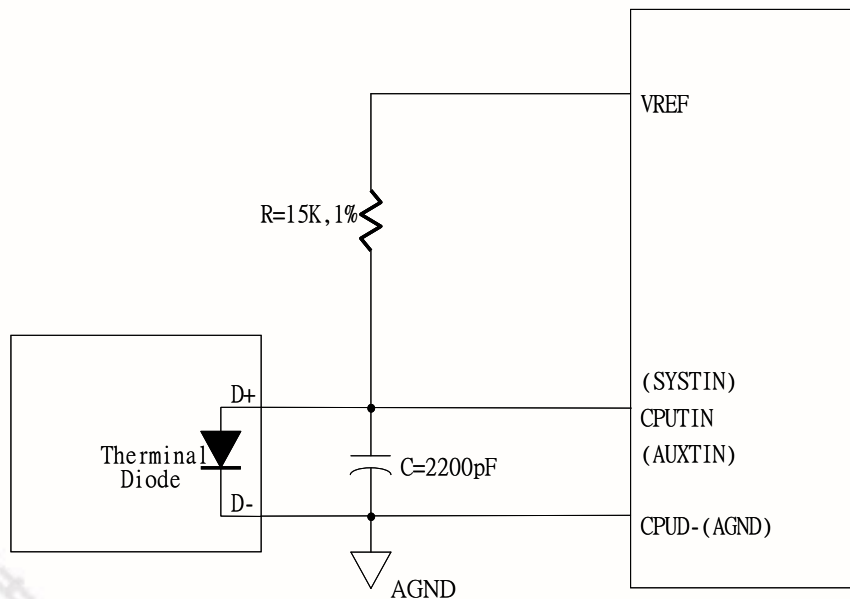 VREF
R=15K,1%
(SYSTIN)
D+
CPUTIN
(AUXTIN)
Therminal
Diode
C=2200pF
D-
CPUD-(AGND)
AGND